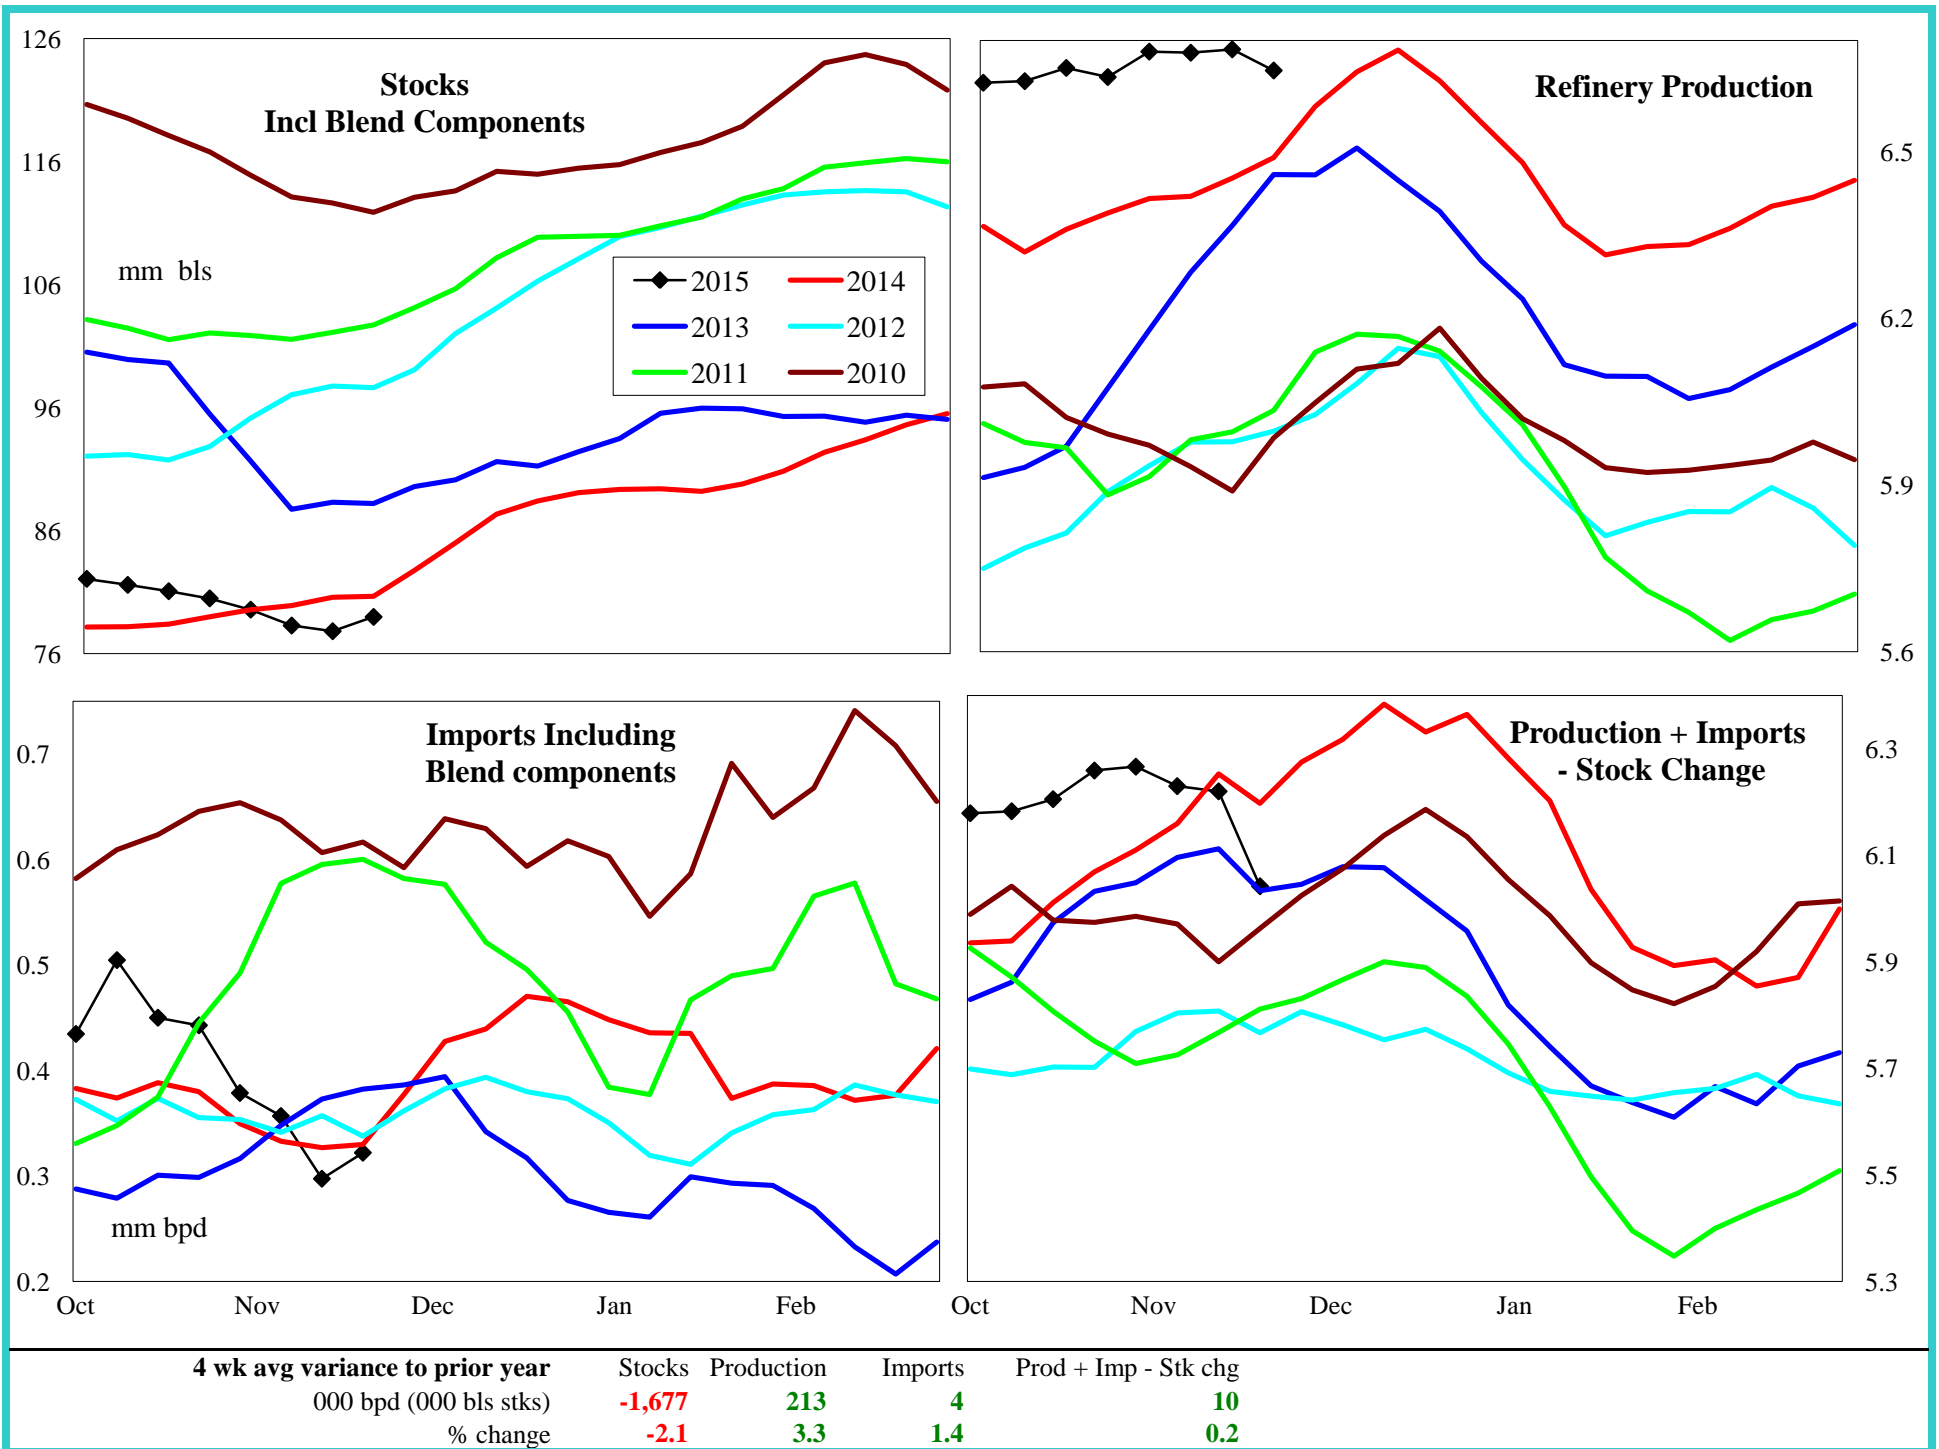 126
116
106
96
86
76
Stocks
Incl Blend Components
mm bls
2015 2014
2013 2012
2011 2010
Refinery Production
6.5
6.2
5.9
5.6
0.7
0.6
0.5
0.4
0.3
0.2
Imports Including
Blend components
mm bpd
Oct Nov Dec Jan Feb
Production + Imports
- Stock Change
6.3
6.1
5.9
5.7
5.5
5.3
Oct Nov Dec Jan Feb
4 wk avg variance to prior year Stocks Production Imports Prod + Imp - Stk chg
000 bpd (000 bls stks) -1,677 213 4 10
% change -2.1 3.3 1.4 0.2